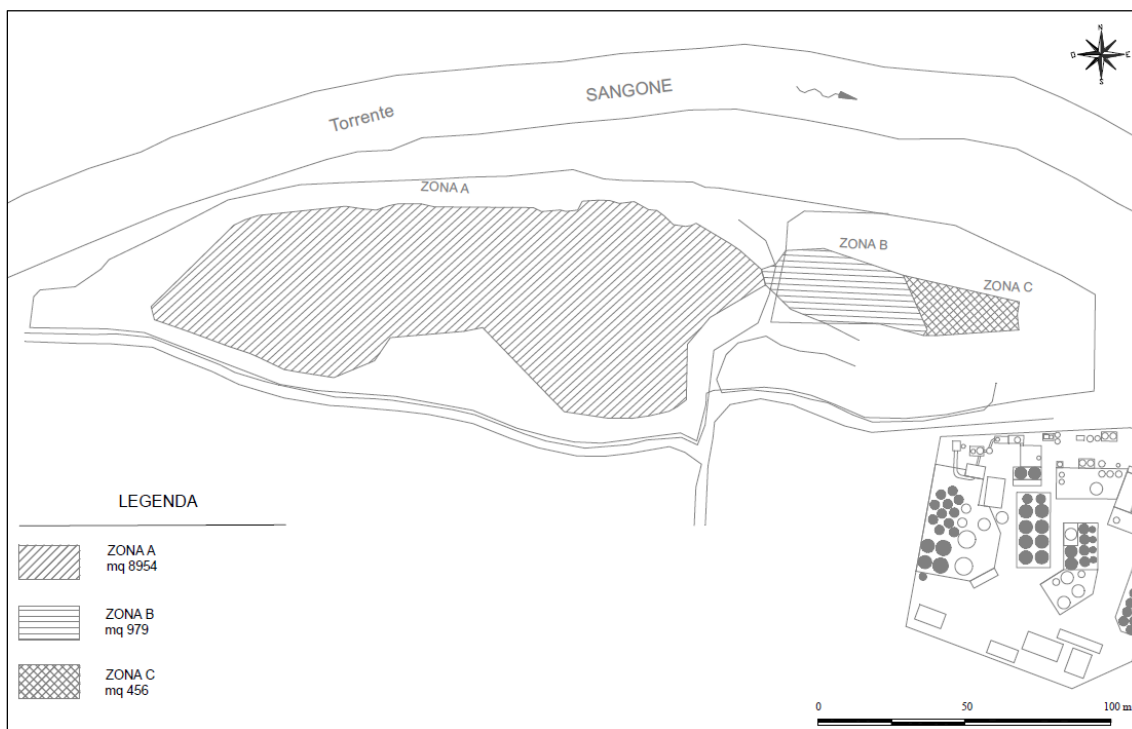 N
O
E
S
Torrente
SANGONE
ZONA A
ZONA B
ZONA C
LEGENDA
ZONA A
mq 8954
ZONA B
mq 979
ZONA C
mq 456
0 50 100 m